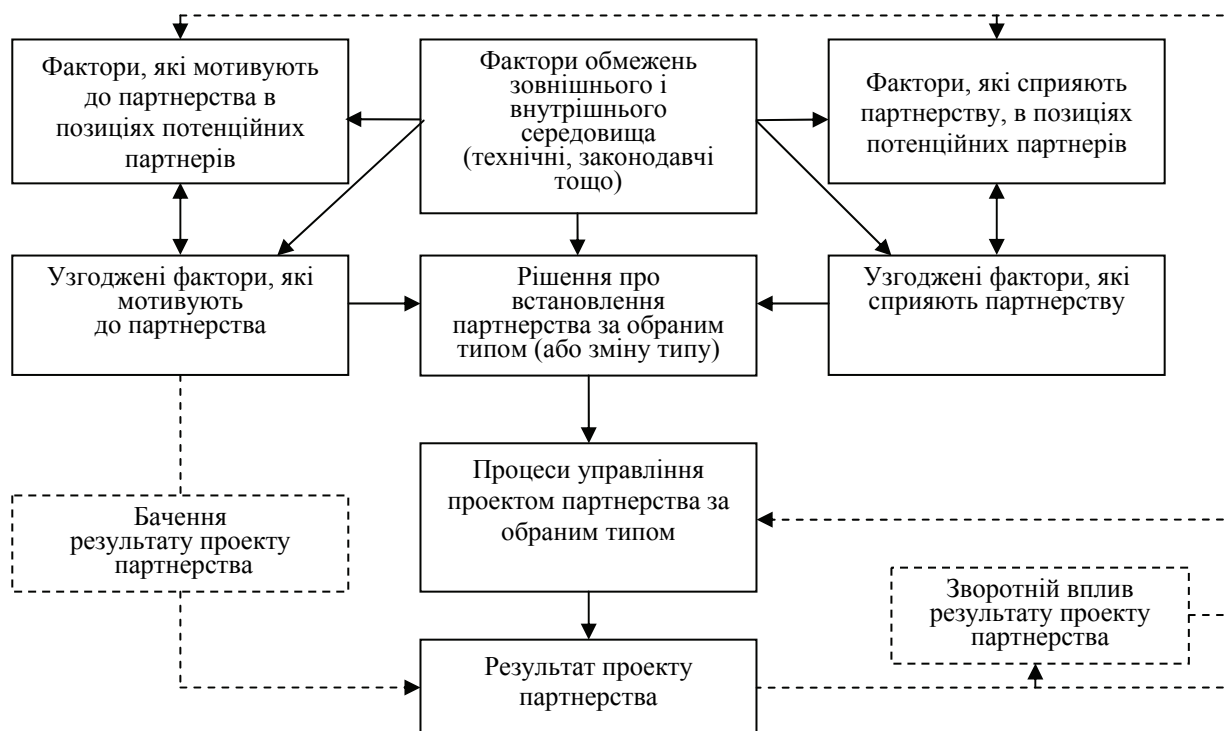 Фактори, які мотивують
до партнерства в
позиціях потенційних
партнерів
Фактори обмежень
зовнішнього і
внутрішнього
середовища
(технічні, законодавчі
тощо)
Фактори, які сприяють
партнерству, в позиціях
потенційних партнерів
Узгоджені фактори, які
мотивують
до партнерства
Рішення про
встановлення
партнерства за обраним
типом (або зміну типу)
Узгоджені фактори, які
сприяють партнерству
Процеси управління
проектом партнерства за
обраним типом
Бачення
результату проекту
партнерства
Зворотній вплив
результату проекту
партнерства
Результат проекту
партнерства